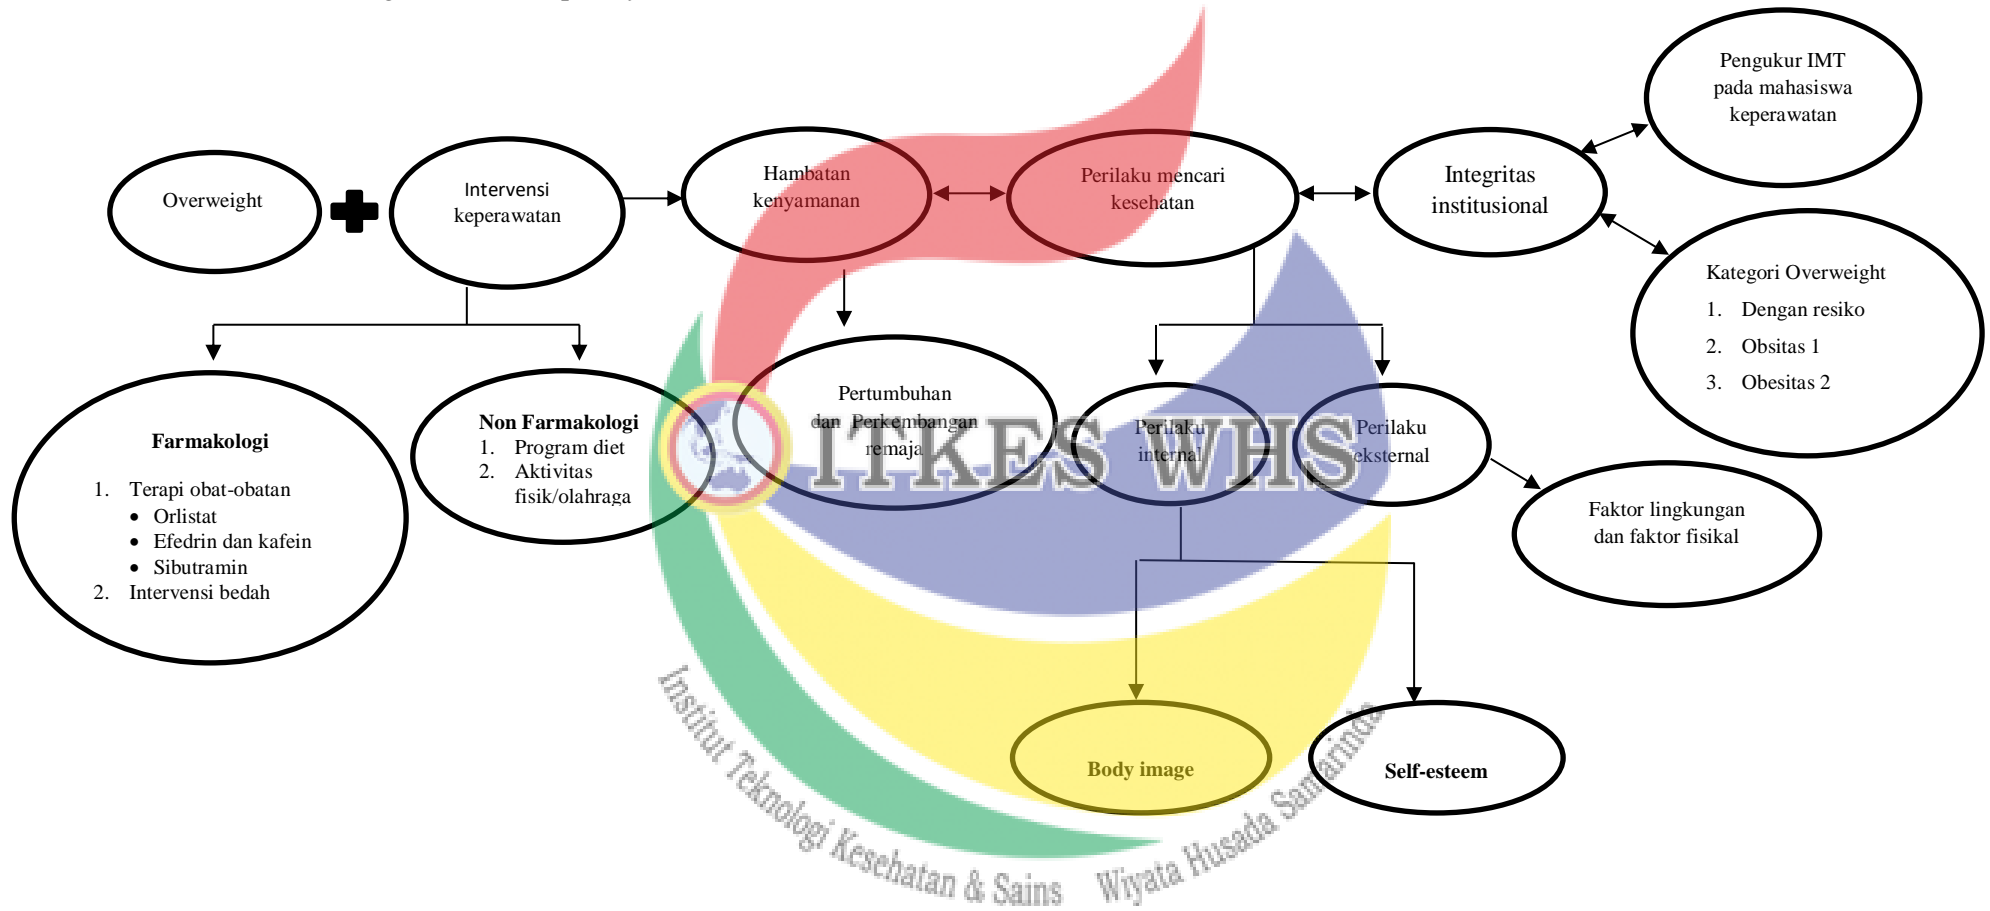 Overweight
Intervensi
keperawatan
Hambatan
kenyamanan
Perilaku mencari
kesehatan
Integritas
institusional
Pengukur IMT
pada mahasiswa
keperawatan
Kategori Overweight
1. Dengan resiko
2. Obsitas 1
3. Obesitas 2
Farmakologi
1. Terapi obat-obatan
• Orlistat
• Efedrin dan kafein
• Sibutramin
2. Intervensi bedah
Non Farmakologi
1. Program diet
2. Aktivitas
fisik/olahraga
Pertumbuhan
dan Perkembangan
remaja
Perilaku
internal
Perilaku
eksternal
Faktor lingkungan
dan faktor fisikal
Body image
Self-esteem
ITKES WHS
Institut Teknologi Kesehatan & Sains Wiyata Husada Samarinda